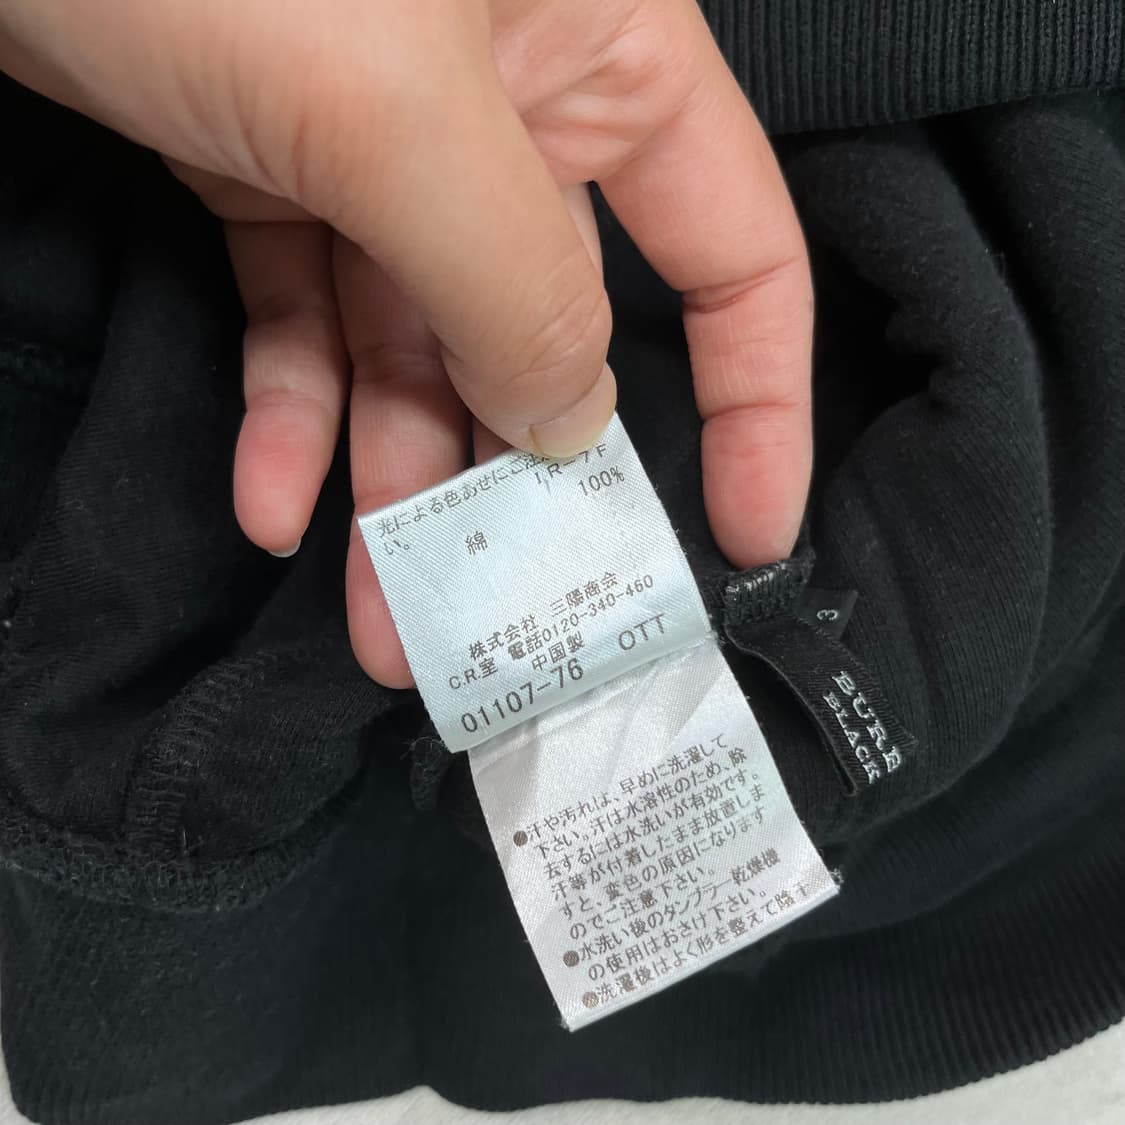 光による色あせにご注
い。
IR-7F
綿 100%
株式会社 三陽商会
C.R.室 電話0120-340-460
中国製
01107-76 OTT
●汗や汚れは、早めに洗濯して
下さい。汗は水溶性のため、除
去するには水洗いが有効です。
汗等が付着したまま放置しま
すと、変色の原因になります
のでご注意下さい。
●水洗い後のタンブラー乾燥機
の使用はおさけ下さい。
●洗濯後はよく形を整えて陰干
3
BURB
BLACK